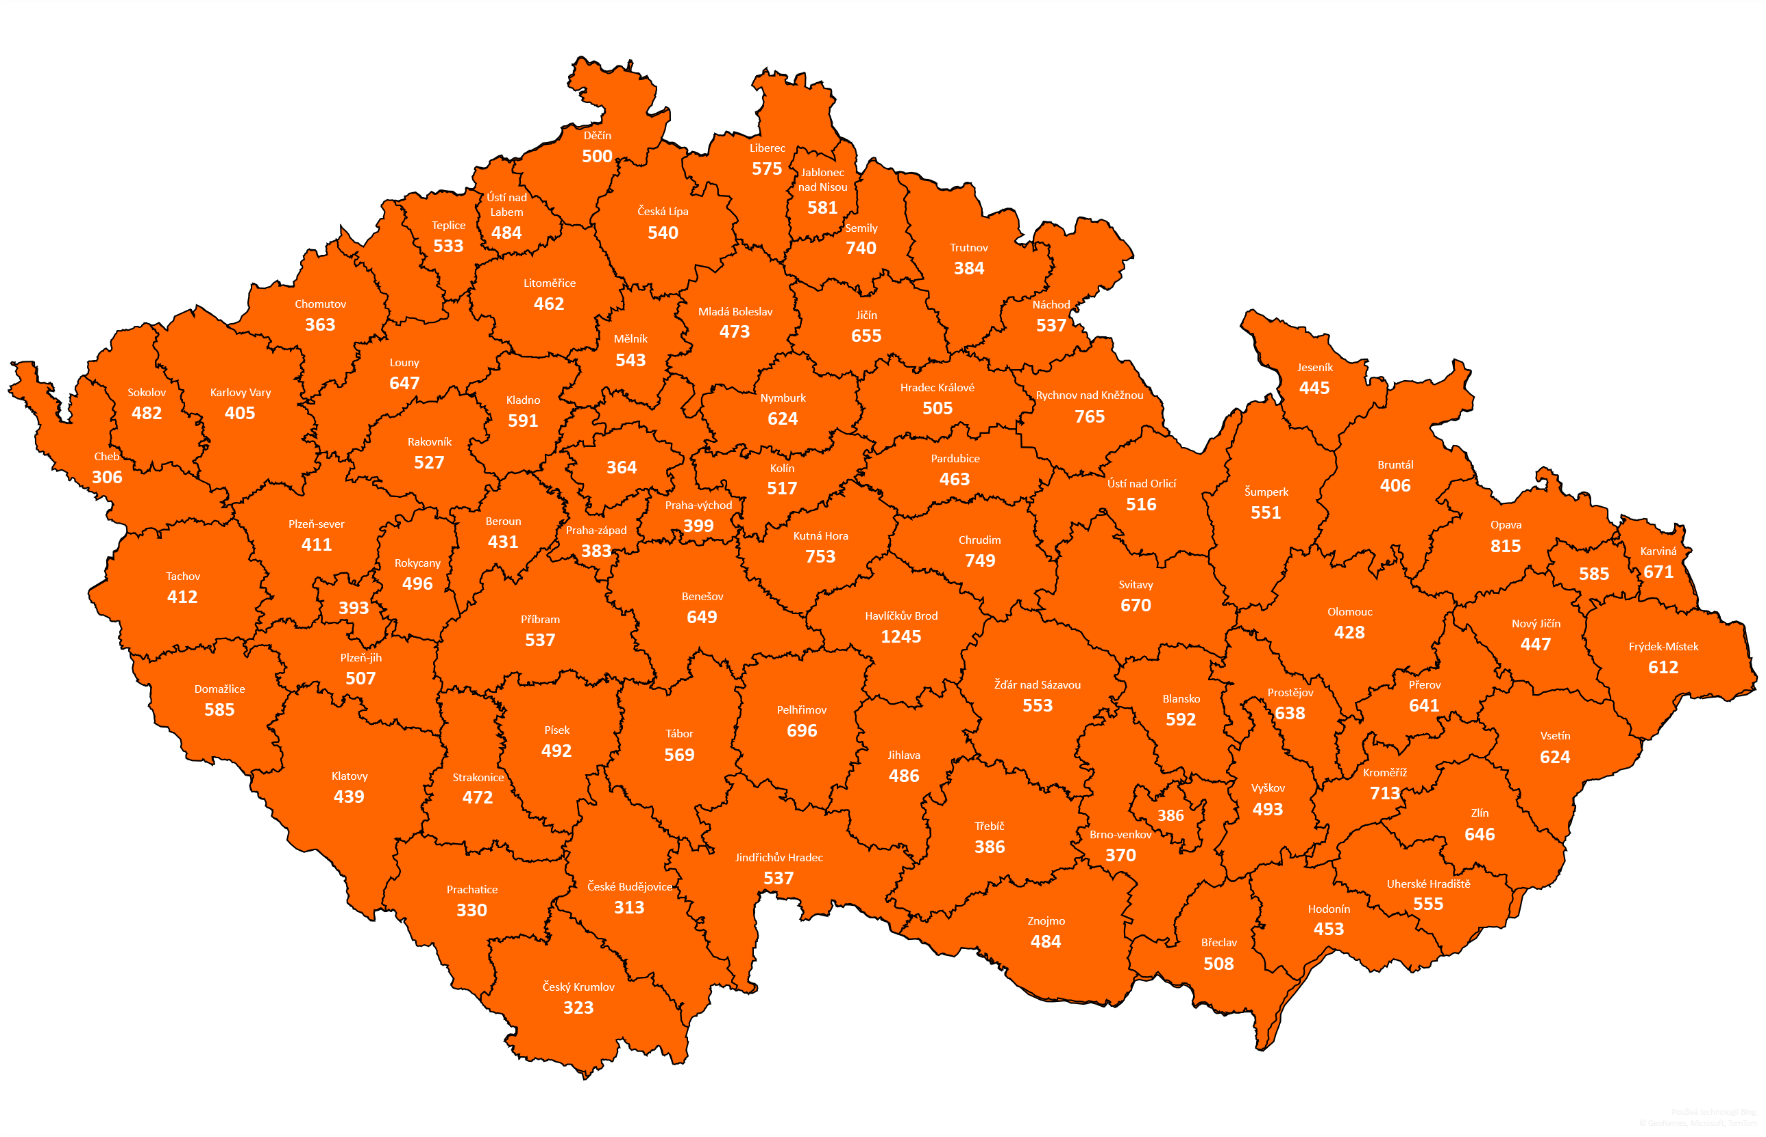 Děčín
500
Liberec
575
Jablonec
nad Nisou
581
Ústí nad
Labem
484
Teplice
533
Česká Lípa
540
Semily
740
Trutnov
384
Litoměřice
462
Chomutov
363
Mladá Boleslav
473
Jičín
655
Náchod
537
Mělník
543
Louny
647
Jeseník
445
Sokolov
482
Karlovy Vary
405
Kladno
591
Nymburk
624
Hradec Králové
505
Rychnov nad Kněžnou
765
Rakovník
527
Cheb
306
364
Kolín
517
Pardubice
463
Ústí nad Orlicí
516
Šumperk
551
Bruntál
406
Plzeň-sever
411
Beroun
431
Praha-západ
383
Praha-východ
399
Kutná Hora
753
Chrudim
749
Opava
815
Karviná
671
585
Tachov
412
Rokycany
496
393
Svitavy
670
Benešov
649
Příbram
537
Havlíčkův Brod
1245
Olomouc
428
Nový Jičín
447
Frýdek-Místek
612
Plzeň-jih
507
Domažlice
585
Žďár nad Sázavou
553
Blansko
592
Prostějov
638
Přerov
641
Pelhřimov
696
Písek
492
Tábor
569
Vsetín
624
Jihlava
486
Klatovy
439
Strakonice
472
Kroměříž
713
Vyškov
493
Zlín
646
Třebíč
386
386
Brno-venkov
370
Jindřichův Hradec
537
Prachatice
330
České Budějovice
313
Uherské Hradiště
555
Hodonín
453
Znojmo
484
Břeclav
508
Český Krumlov
323
© GeoNames, Microsoft, TomTom